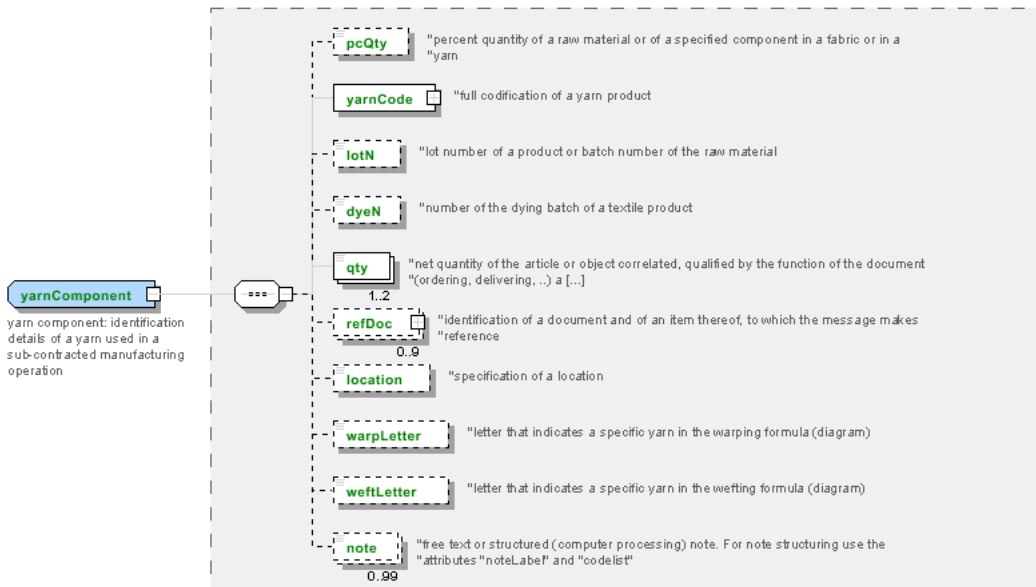 pcQty
"percent quantity of a raw material or of a specified component in a fabric or in a
"yarn
yarnCode
"full codification of a yarn product
lotN
"lot number of a product or batch number of the raw material
dyeN
"number of the dying batch of a textile product
qty
"net quantity of the article or object correlated, qualified by the function of the document
"(ordering, delivering, ..) a [...]
1..2
yarnComponent
yarn component: identification
details of a yarn used in a
sub-contracted manufacturing
operation
refDoc
"identification of a document and of an item thereof, to which the message makes
"reference
0..9
location
"specification of a location
warpLetter
"letter that indicates a specific yarn in the warping formula (diagram)
weftLetter
"letter that indicates a specific yarn in the wefting formula (diagram)
note
"free text or structured (computer processing) note. For note structuring use the
"attributes "noteLabel" and "codelist"
0..99